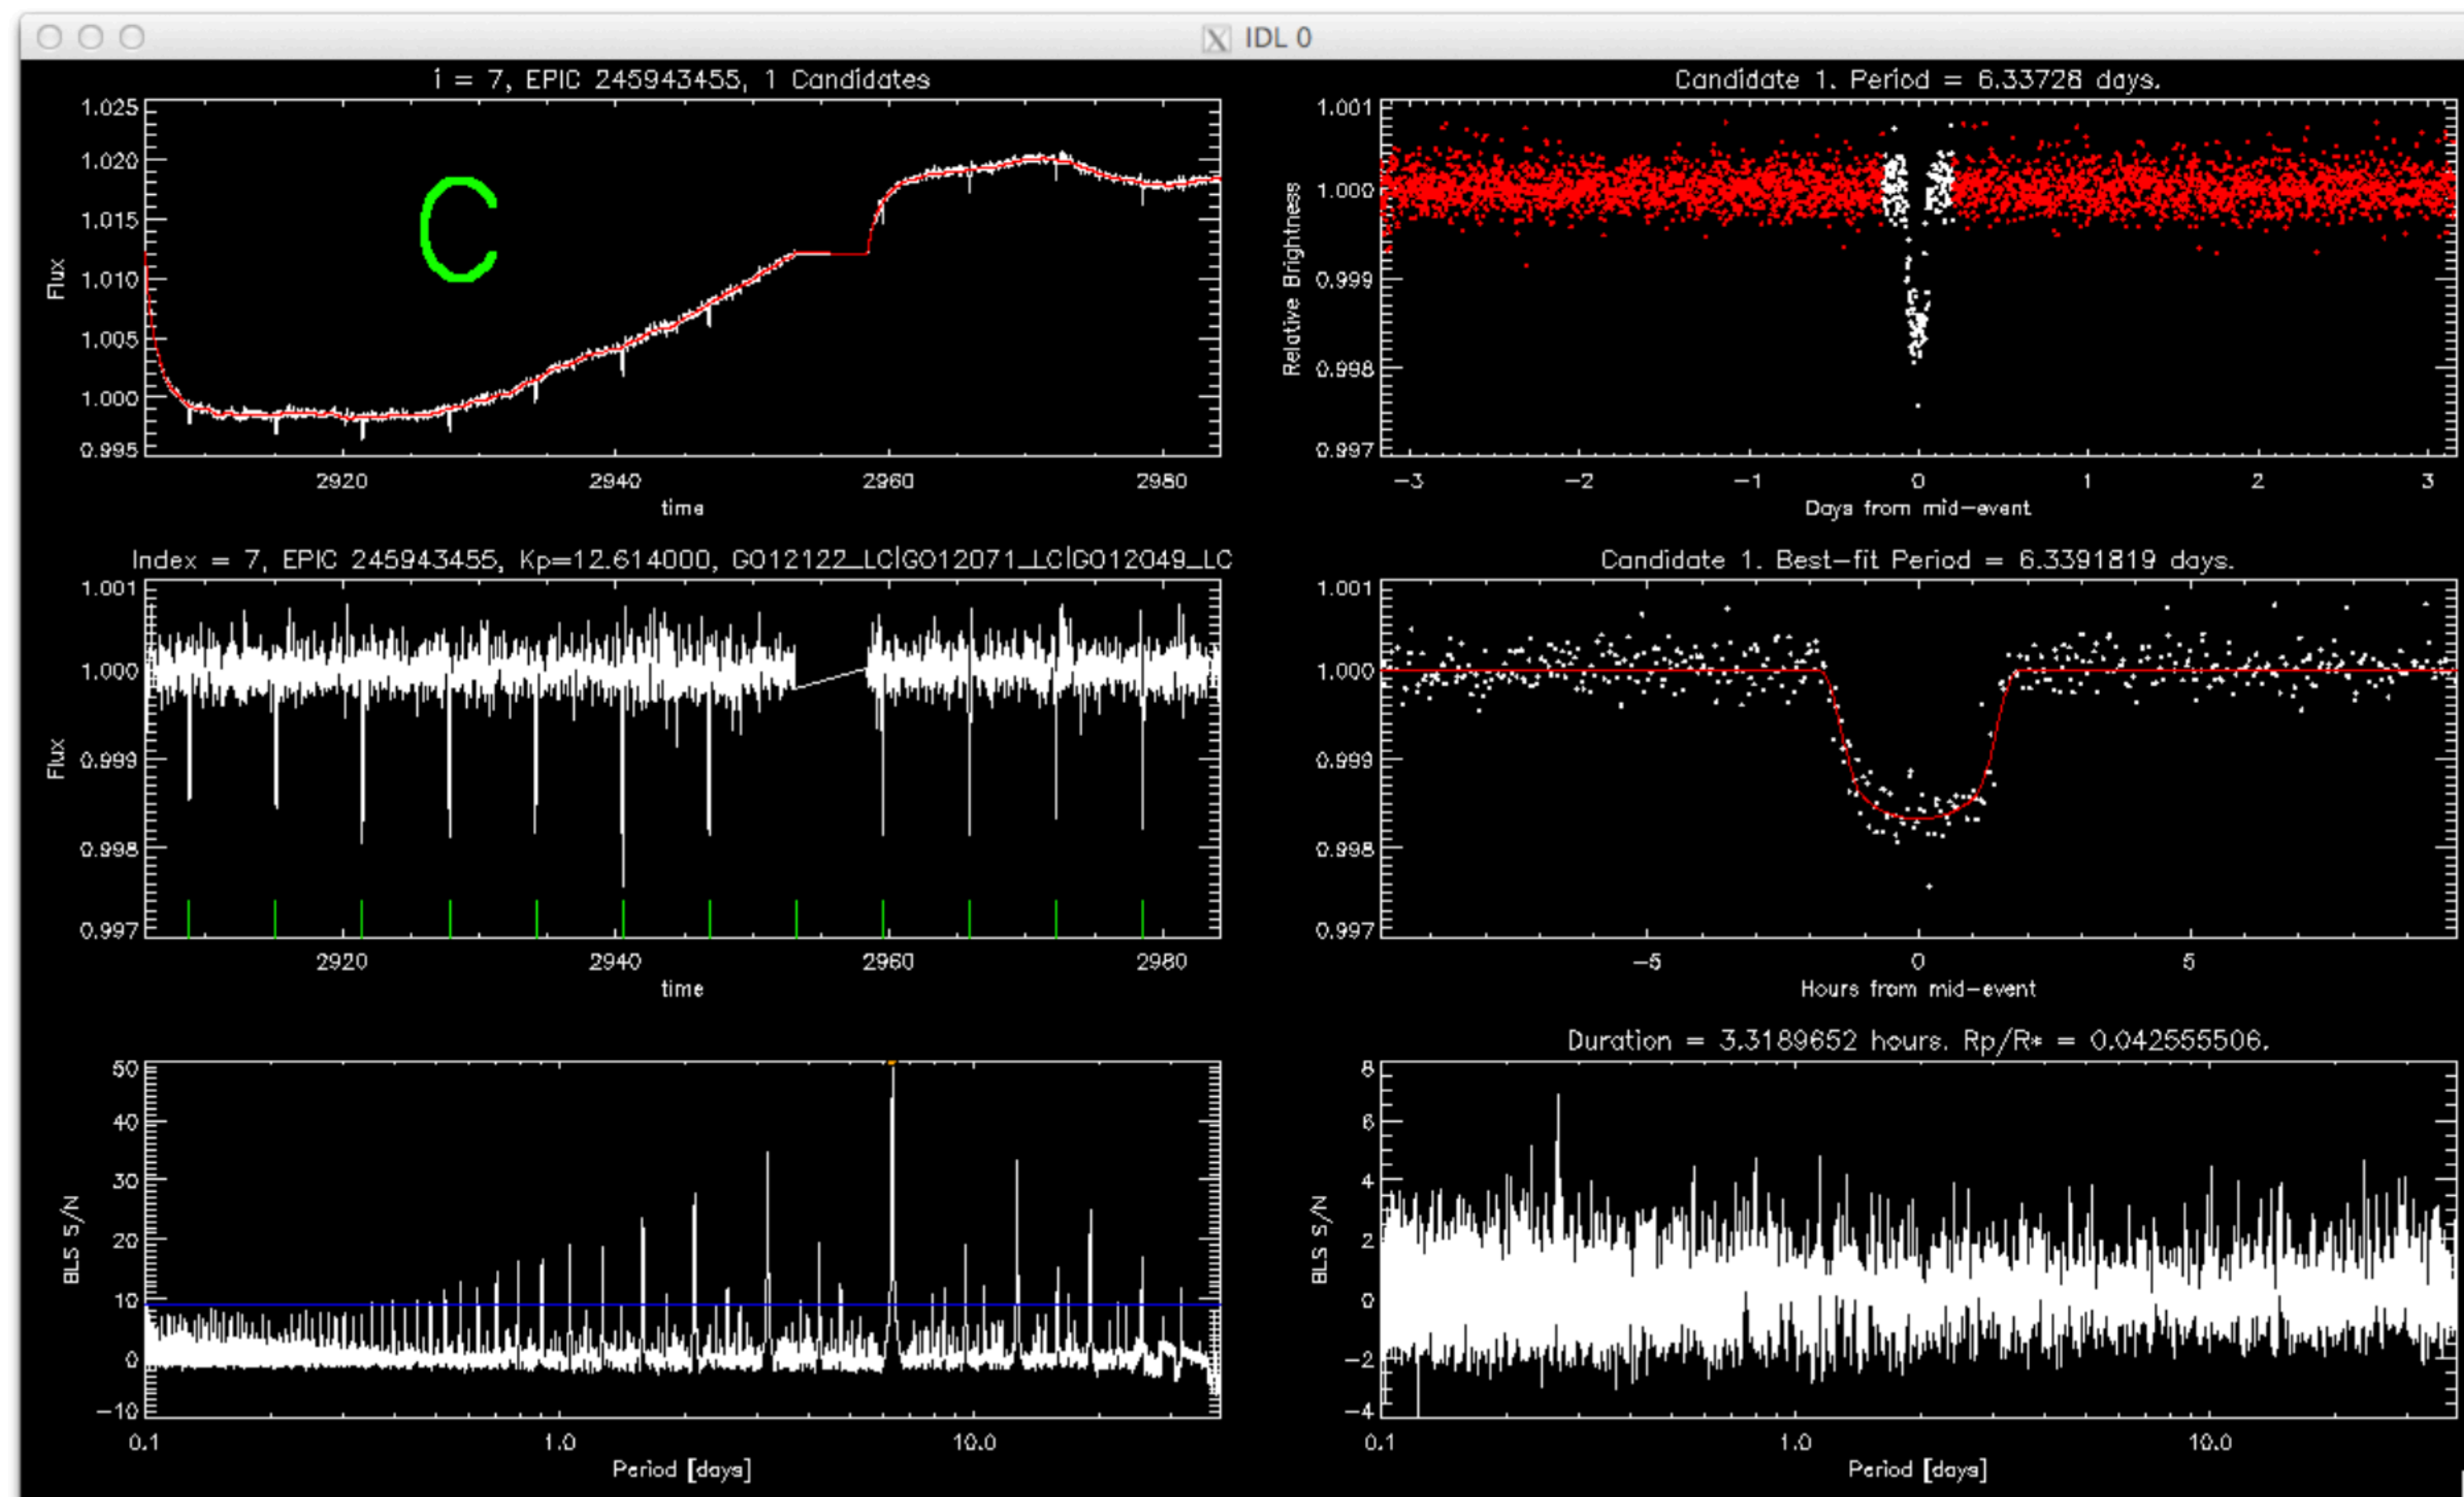 IDL 0
i = 7, EPIC 245943455, 1 Candidates
1.025
1.020
1.015
1.010
1.005
1.000
0.995
Flux
C
2920 2940 2960 2980
time
Candidate 1. Period = 6.33728 days.
1.001
1.000
0.999
0.998
0.997
Relative Brightness
-3 -2 -1 0 1 2 3
Days from mid-event
Index = 7, EPIC 245943455, Kp=12.614000, GO12122_LC|GO12071_LC|GO12049_LC
1.001
1.000
0.999
0.998
0.997
Flux
2920 2940 2960 2980
time
Candidate 1. Best-fit Period = 6.3391819 days.
1.001
1.000
0.999
0.998
0.997
-5 0 5
Hours from mid-event
50
40
30
20
10
0
-10
BLS S/N
0.1 1.0 10.0
Period [days]
Duration = 3.3189652 hours. Rp/R* = 0.042555506.
8
6
4
2
0
-2
-4
BLS S/N
0.1 1.0 10.0
Period [days]